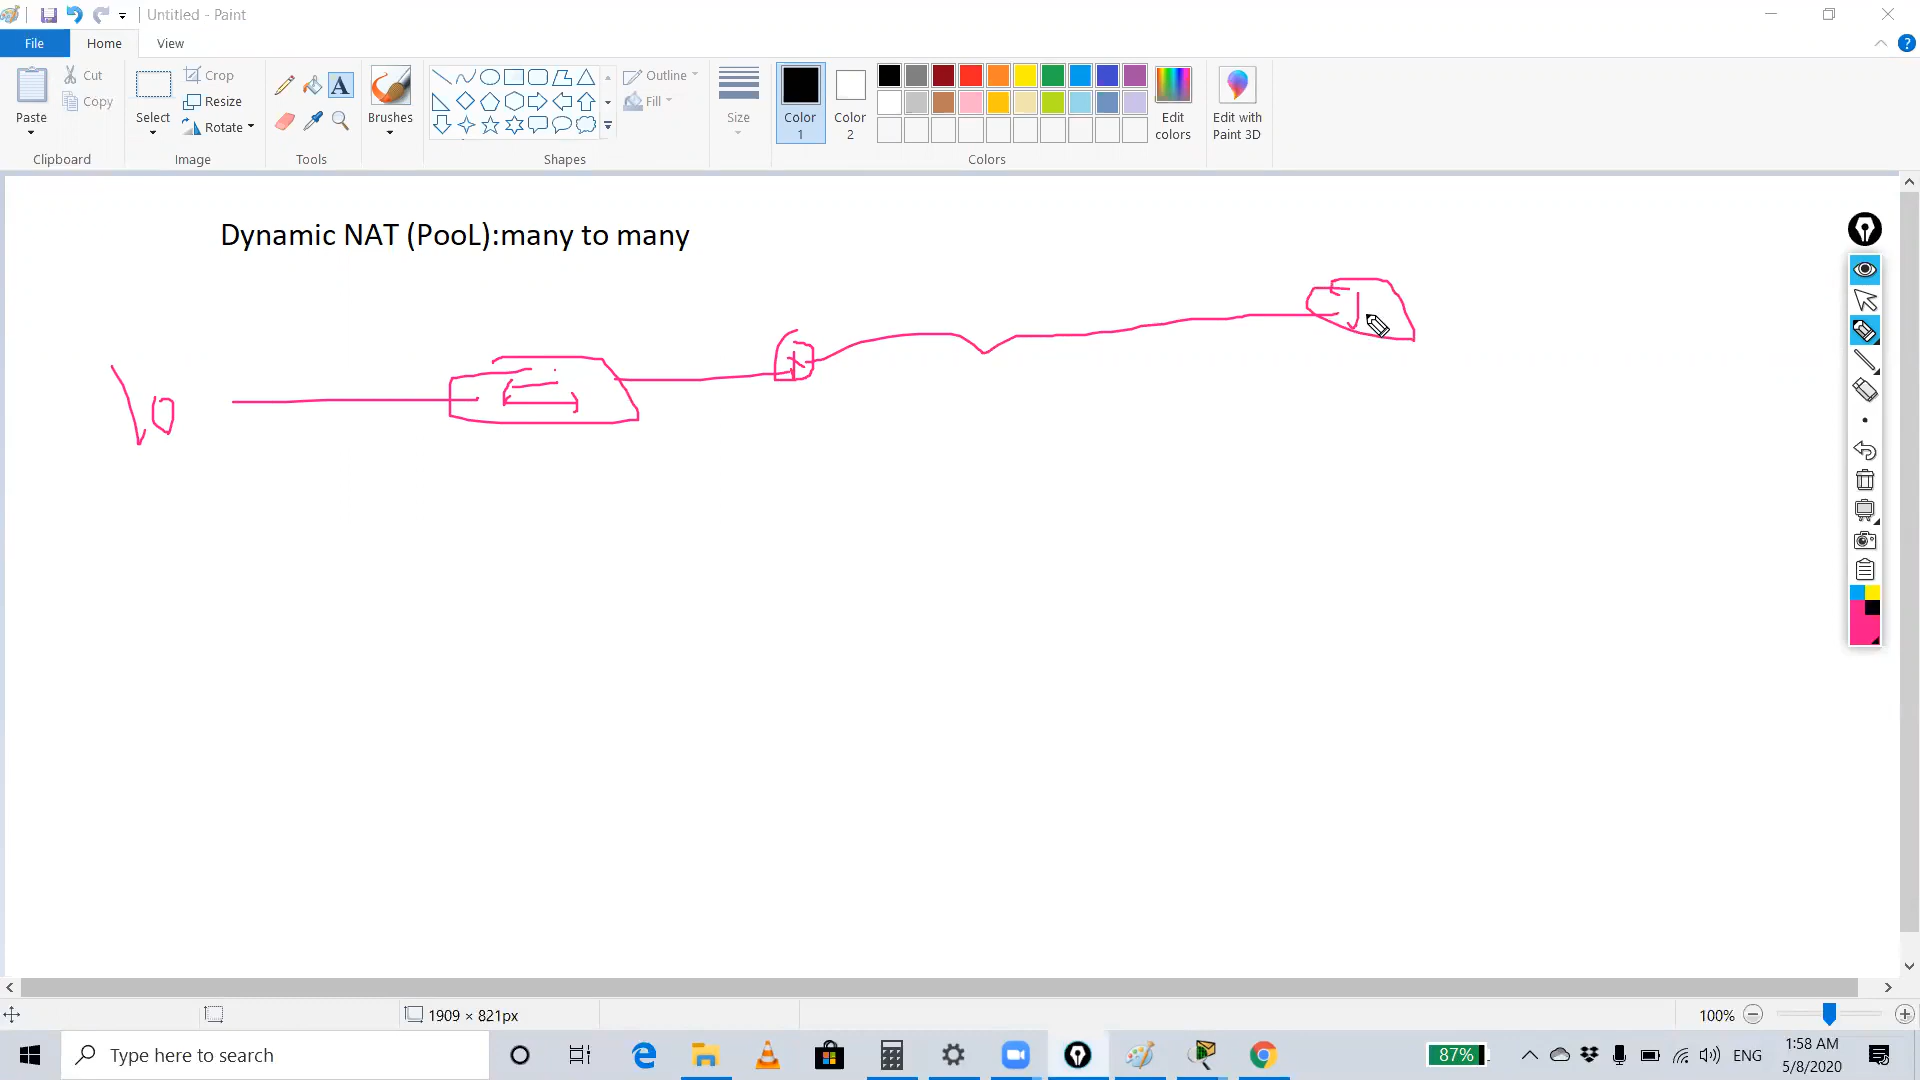 Untitled - Paint
File
Home
View
Cut
Copy
Paste
Clipboard
Select
Crop
Resize
Rotate
Image
Tools
Brushes
Shapes
Outline
Fill
Size
Color 1
Color 2
Colors
Edit colors
Edit with Paint 3D
Dynamic NAT (PooL):many to many
10
1909 × 821px
100%
Type here to search
87%
ENG
1:58 AM
5/8/2020